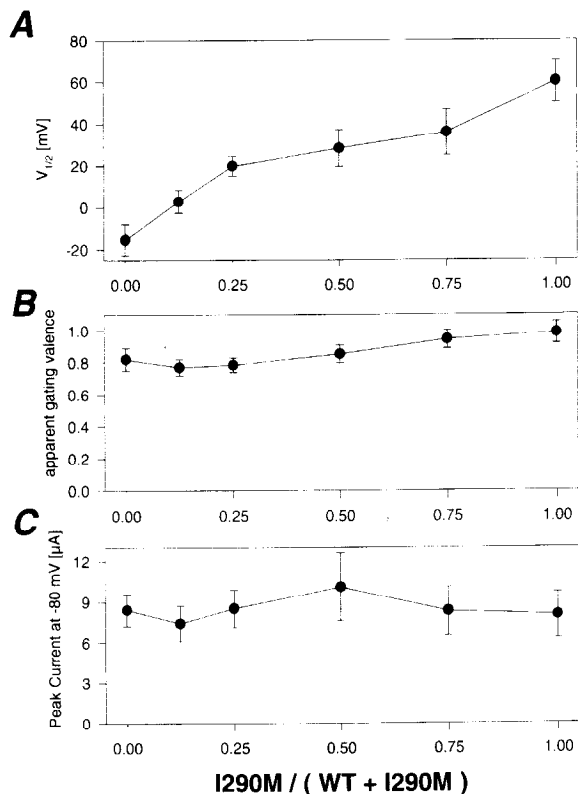 A
80
60
40
20
0
-20
V1/2 [mV]
0.00 0.25 0.50 0.75 1.00
B
1.0
0.8
0.6
0.4
0.2
0.0
apparent gating valence
0.00 0.25 0.50 0.75 1.00
C
12
9
6
3
0
Peak Current at -80 mV [µA]
0.00 0.25 0.50 0.75 1.00
I290M / ( WT + I290M )